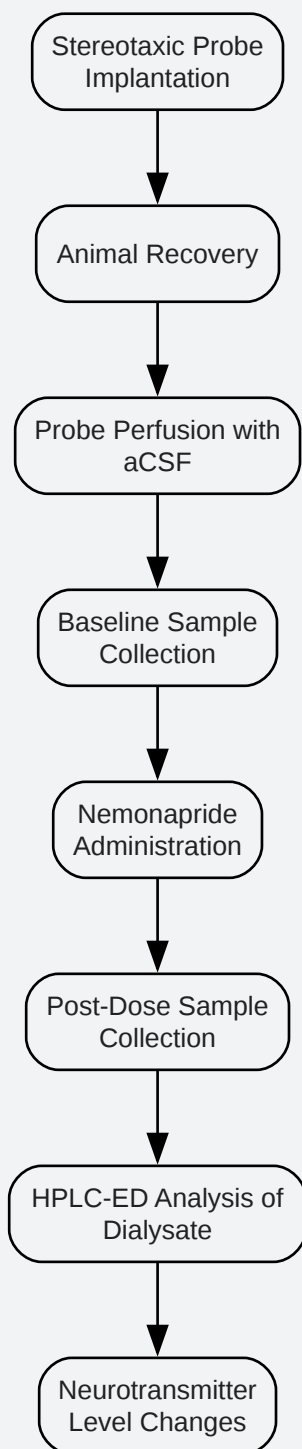 Stereotaxic Probe
Implantation
Animal Recovery
Probe Perfusion with
aCSF
Baseline Sample
Collection
Nemonapride
Administration
Post-Dose Sample
Collection
HPLC-ED Analysis of
Dialysate
Neurotransmitter
Level Changes